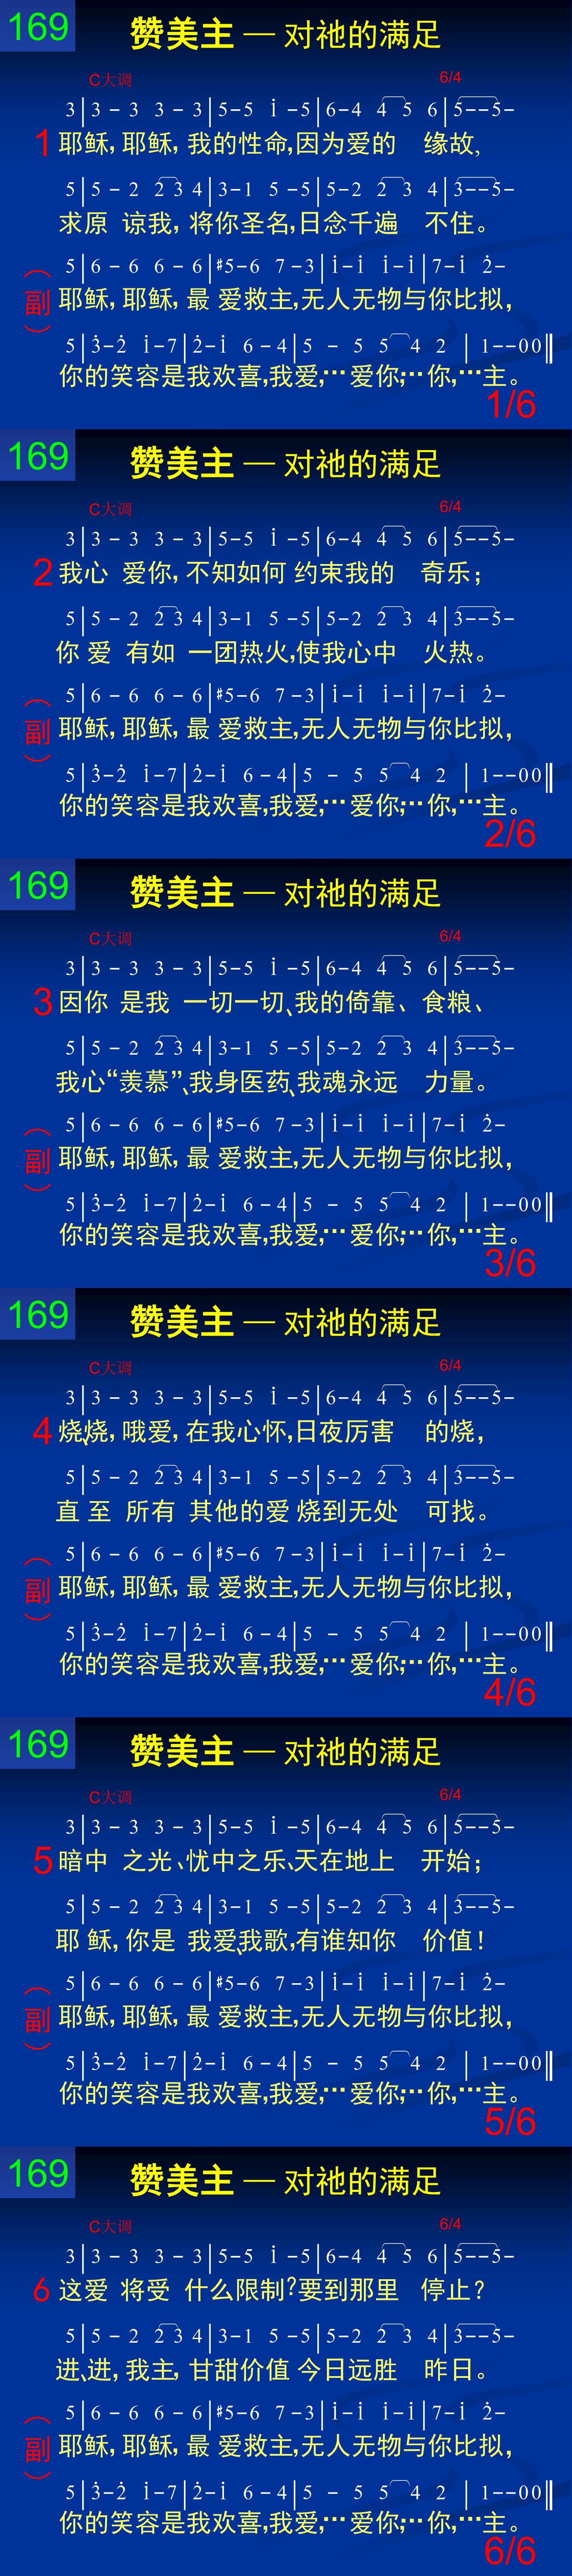 169
赞美主 — 对祂的满足
C大调 6/4
3|3 - 3 3 - 3|5-5 i̇ -5|6-4 4 5 6|5--5-
1 耶稣, 耶稣, 我的性命,因为爱的 缘故,
5|5 - 2 2 3 4|3-1 5 -5|5-2 2 3 4|3--5-
求原 谅我, 将你圣名,日念千遍 不住。
5|6 - 6 6 - 6|#5-6 7 -3|i̇-i̇ i̇-i̇|7-i̇ 2̇-
(副) 耶稣, 耶稣, 最 爱救主,无人无物与你比拟,
5|3̇-2̇ i̇-7|2̇-i̇ 6 - 4|5 - 5 5 4 2 | 1--00‖
你的笑容是我欢喜,我爱,… 爱你;… 你,…主。
1/6
169
赞美主 — 对祂的满足
C大调 6/4
3|3 - 3 3 - 3|5-5 i̇ -5|6-4 4 5 6|5--5-
2 我心 爱你, 不知如何 约束我的 奇乐;
5|5 - 2 2 3 4|3-1 5 -5|5-2 2 3 4|3--5-
你 爱 有如 一团热火,使我心中 火热。
5|6 - 6 6 - 6|#5-6 7 -3|i̇-i̇ i̇-i̇|7-i̇ 2̇-
(副) 耶稣, 耶稣, 最 爱救主,无人无物与你比拟,
5|3̇-2̇ i̇-7|2̇-i̇ 6 - 4|5 - 5 5 4 2 | 1--00‖
你的笑容是我欢喜,我爱,… 爱你;… 你,…主。
2/6
169
赞美主 — 对祂的满足
C大调 6/4
3|3 - 3 3 - 3|5-5 i̇ -5|6-4 4 5 6|5--5-
3 因你 是我 一切一切、我的倚靠、食粮、
5|5 - 2 2 3 4|3-1 5 -5|5-2 2 3 4|3--5-
我心“羡慕”、我身医药、我魂永远 力量。
5|6 - 6 6 - 6|#5-6 7 -3|i̇-i̇ i̇-i̇|7-i̇ 2̇-
(副) 耶稣, 耶稣, 最 爱救主,无人无物与你比拟,
5|3̇-2̇ i̇-7|2̇-i̇ 6 - 4|5 - 5 5 4 2 | 1--00‖
你的笑容是我欢喜,我爱,… 爱你;… 你,…主。
3/6
169
赞美主 — 对祂的满足
C大调 6/4
3|3 - 3 3 - 3|5-5 i̇ -5|6-4 4 5 6|5--5-
4 烧、烧, 哦爱, 在我心怀,日夜厉害 的烧,
5|5 - 2 2 3 4|3-1 5 -5|5-2 2 3 4|3--5-
直 至 所有 其他的爱 烧到无处 可找。
5|6 - 6 6 - 6|#5-6 7 -3|i̇-i̇ i̇-i̇|7-i̇ 2̇-
(副) 耶稣, 耶稣, 最 爱救主,无人无物与你比拟,
5|3̇-2̇ i̇-7|2̇-i̇ 6 - 4|5 - 5 5 4 2 | 1--00‖
你的笑容是我欢喜,我爱,… 爱你;… 你,…主。
4/6
169
赞美主 — 对祂的满足
C大调 6/4
3|3 - 3 3 - 3|5-5 i̇ -5|6-4 4 5 6|5--5-
5 暗中 之光、忧中之乐、天在地上 开始;
5|5 - 2 2 3 4|3-1 5 -5|5-2 2 3 4|3--5-
耶 稣, 你是 我爱、我歌,有谁知你 价值!
5|6 - 6 6 - 6|#5-6 7 -3|i̇-i̇ i̇-i̇|7-i̇ 2̇-
(副) 耶稣, 耶稣, 最 爱救主,无人无物与你比拟,
5|3̇-2̇ i̇-7|2̇-i̇ 6 - 4|5 - 5 5 4 2 | 1--00‖
你的笑容是我欢喜,我爱,… 爱你;… 你,…主。
5/6
169
赞美主 — 对祂的满足
C大调 6/4
3|3 - 3 3 - 3|5-5 i̇ -5|6-4 4 5 6|5--5-
6 这爱 将受 什么限制?要到那里 停止?
5|5 - 2 2 3 4|3-1 5 -5|5-2 2 3 4|3--5-
进、进, 我主, 甘甜价值 今日远胜 昨日。
5|6 - 6 6 - 6|#5-6 7 -3|i̇-i̇ i̇-i̇|7-i̇ 2̇-
(副) 耶稣, 耶稣, 最 爱救主,无人无物与你比拟,
5|3̇-2̇ i̇-7|2̇-i̇ 6 - 4|5 - 5 5 4 2 | 1--00‖
你的笑容是我欢喜,我爱,… 爱你;… 你,…主。
6/6